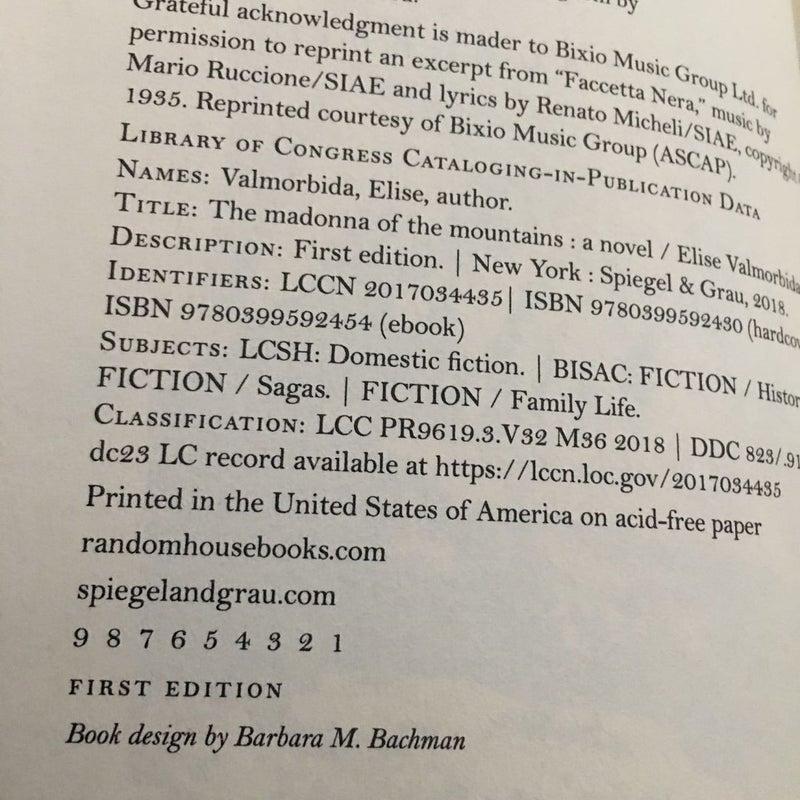 by
Grateful acknowledgment is mader to Bixio Music Group Ltd. for
permission to reprint an excerpt from “Faccetta Nera,” music by
Mario Ruccione/SIAE and lyrics by Renato Micheli/SIAE, copyright
1935. Reprinted courtesy of Bixio Music Group (ASCAP).
LIBRARY OF CONGRESS CATALOGING-IN-PUBLICATION DATA
NAMES: Valmorbida, Elise, author.
TITLE: The madonna of the mountains : a novel / Elise Valmorbida
DESCRIPTION: First edition. | New York : Spiegel & Grau, 2018.
IDENTIFIERS: LCCN 2017034435| ISBN 9780399592430 (hardcov
ISBN 9780399592454 (ebook)
SUBJECTS: LCSH: Domestic fiction. | BISAC: FICTION / Histor
FICTION / Sagas. | FICTION / Family Life.
CLASSIFICATION: LCC PR9619.3.V32 M36 2018 | DDC 823/.91
dc23 LC record available at https://lccn.loc.gov/2017034435
Printed in the United States of America on acid-free paper
randomhousebooks.com
spiegelandgrau.com
9 8 7 6 5 4 3 2 1
FIRST EDITION
Book design by Barbara M. Bachman